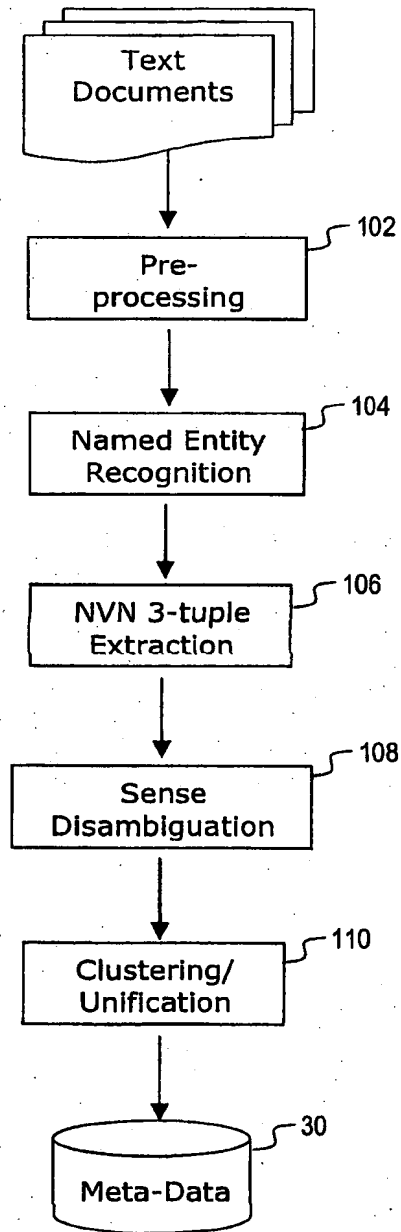 Text
Documents
102
Pre-
processing
104
Named Entity
Recognition
106
NVN 3-tuple
Extraction
108
Sense
Disambiguation
110
Clustering/
Unification
30
Meta-Data